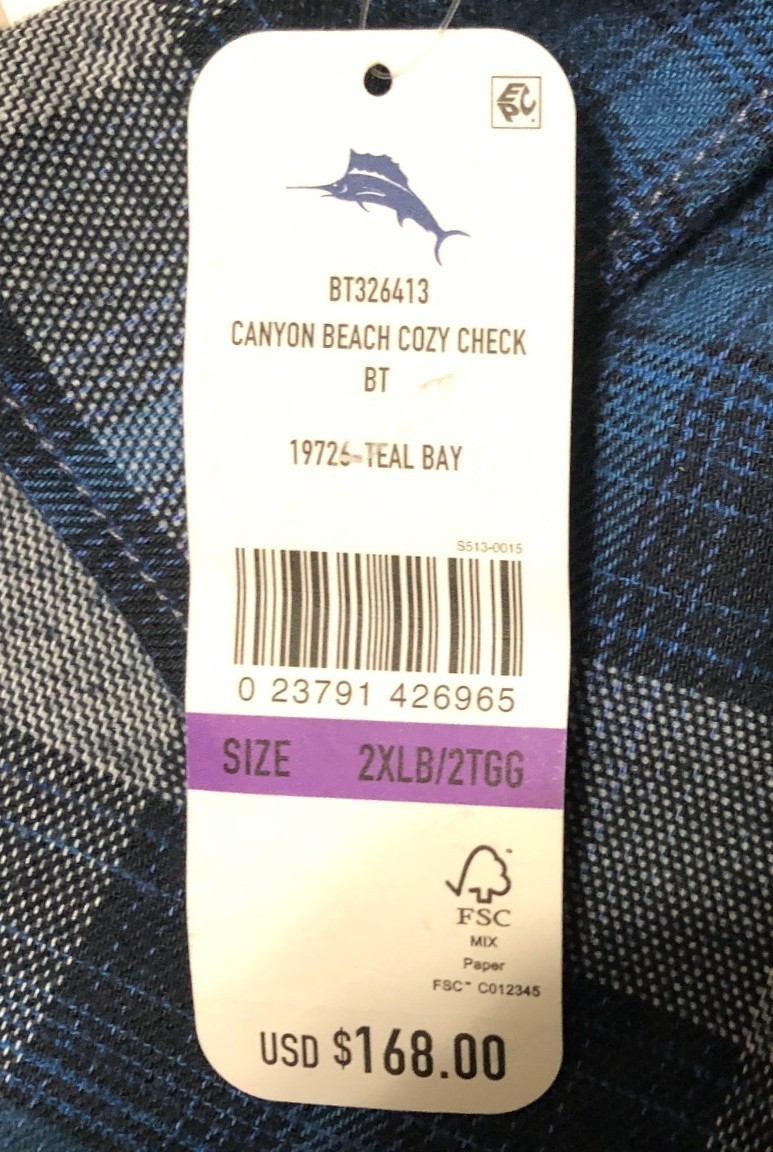 EPC
BT326413
CANYON BEACH COZY CHECK
BT
19726-TEAL BAY
S513-0015
0 23791 426965
SIZE 2XLB/2TGG
FSC
MIX
Paper
FSC™ C012345
USD $168.00